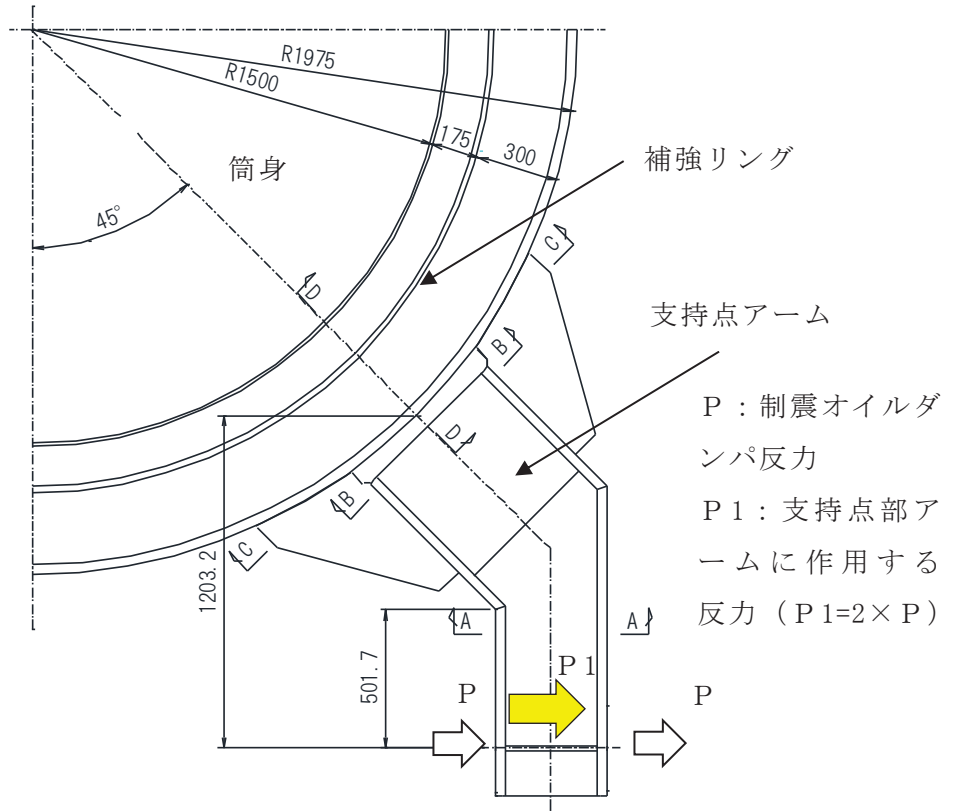 R1975
R1500
175
300
筒身
補強リング
45°
C
D
支持点アーム
B
P：制震オイルダ
ンパ反力
D
P1：支持点部ア
ームに作用する
反力（P1=2×P）
B
C
1203.2
A
A
501.7
P1
P
P